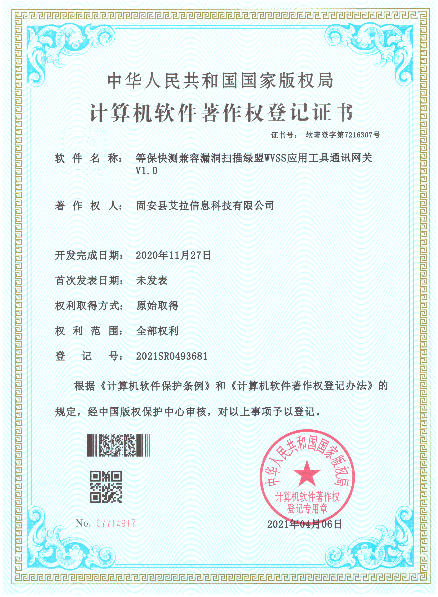 中华人民共和国国家版权局
计算机软件著作权登记证书
证书号： 软著登字第7216307号
软件名称： 等保快测兼容漏洞扫描绿盟WVSS应用工具通讯网关
V1.0
著作权人： 固安县艾拉信息科技有限公司
开发完成日期： 2020年11月27日
首次发表日期： 未发表
权利取得方式： 原始取得
权利范围： 全部权利
登记号： 2021SR0493681
根据《计算机软件保护条例》和《计算机软件著作权登记办法》的
规定，经中国版权保护中心审核，对以上事项予以登记。
中华人民共和国国家版权局
计算机软件著作权
登记专用章
No.
2021年04月06日